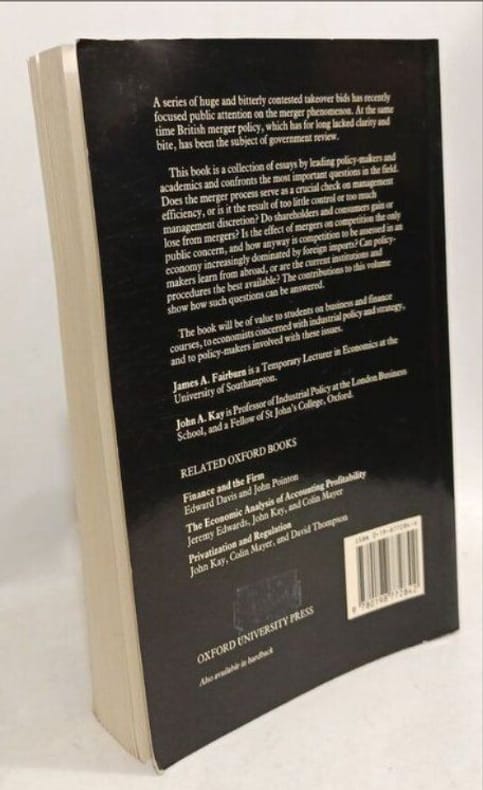 A series of huge and bitterly contested takeover bids has recently
focused public attention on the merger phenomenon. At the same
time British merger policy, which has for long lacked clarity and
bite, has been the subject of government review.
This book is a collection of essays by leading policy-makers and
academics and confronts the most important questions in the field.
Does the merger process serve as a crucial check on management
efficiency, or is it the result of too little control or too much
management discretion? Do shareholders and consumers gain or
lose from mergers? Is the effect of mergers on competition the only
public concern, and how anyway is competition to be assessed in an
economy increasingly dominated by foreign imports? Can policy-
makers learn from abroad, or are the current institutions and
procedures the best available? The contributions to this volume
show how such questions can be answered.
The book will be of value to students on business and finance
courses, to economists concerned with industrial policy and strategy,
and to policy-makers involved with these issues.
James A. Fairburn is a Temporary Lecturer in Economics at the
University of Southampton.
John A. Kay is Professor of Industrial Policy at the London Business
School, and a Fellow of St John's College, Oxford.
RELATED OXFORD BOOKS
Finance and the Firm
Edward Davis and John Pointon
The Economic Analysis of Accounting Profitability
Jeremy Edwards, John Kay, and Colin Mayer
Privatization and Regulation
John Kay, Colin Mayer, and David Thompson
ISBN 0-19-877284-6
9 780198 772842
OXFORD UNIVERSITY PRESS
Also available in hardback